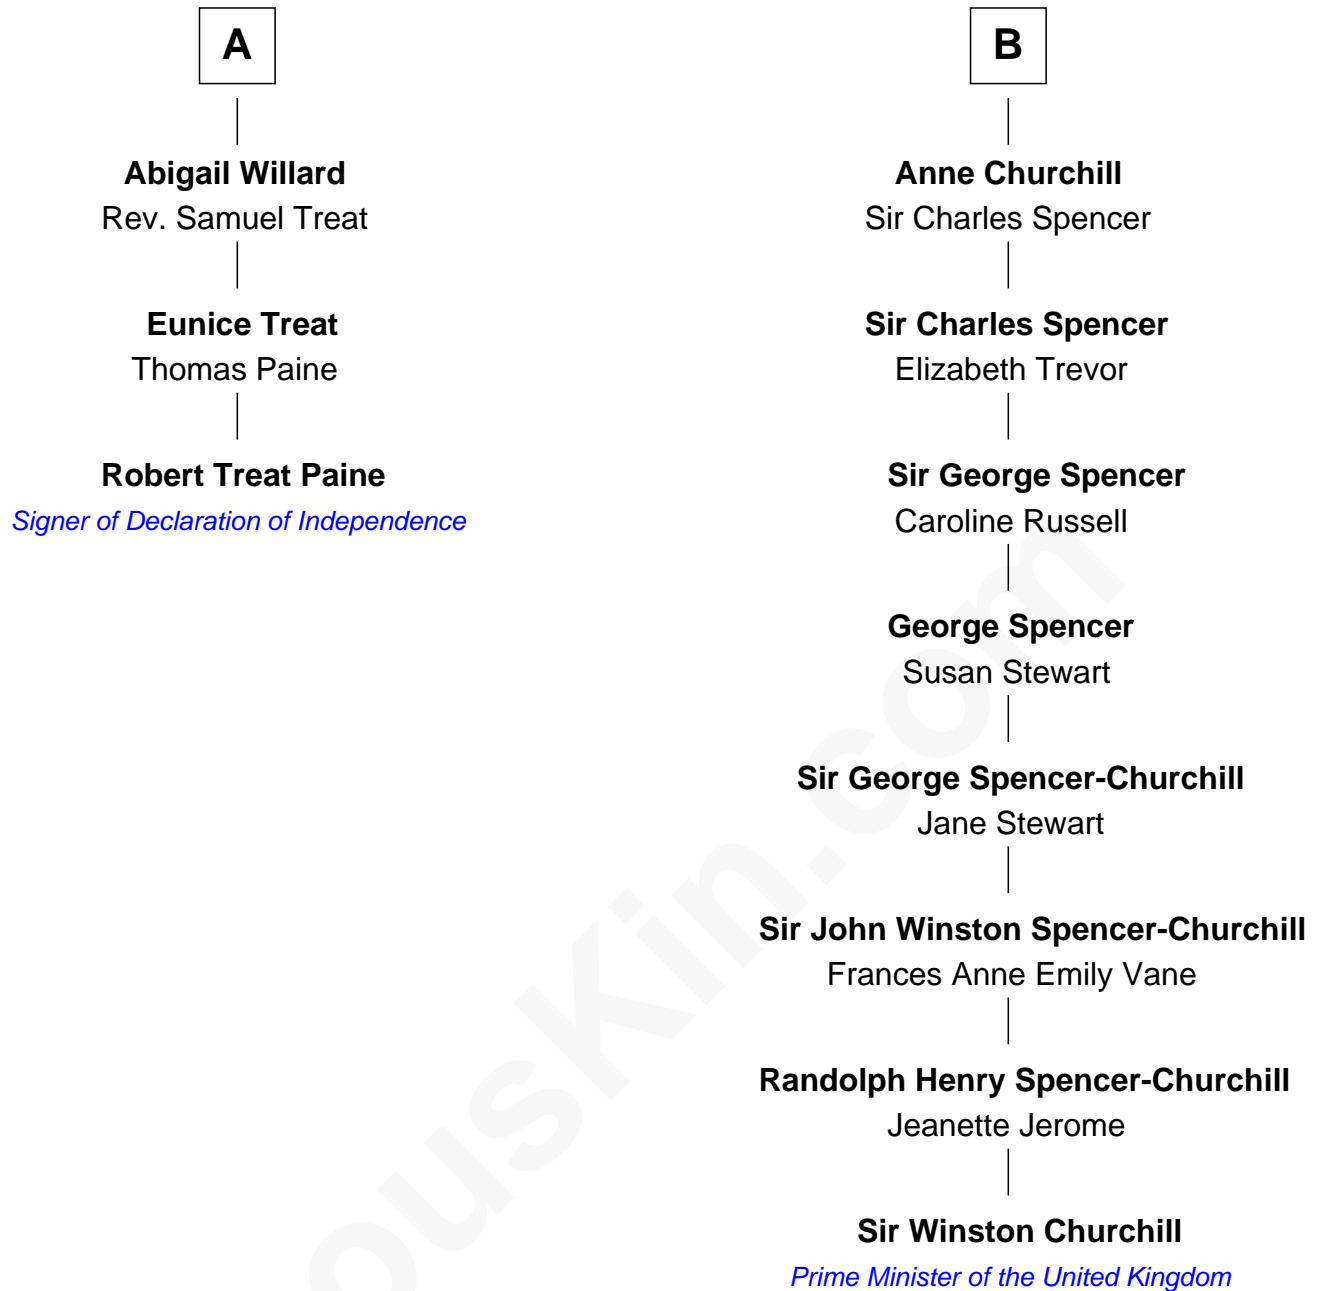 A
Abigail Willard
Rev. Samuel Treat
Eunice Treat
Thomas Paine
Robert Treat Paine
Signer of Declaration of Independence
B
Anne Churchill
Sir Charles Spencer
Sir Charles Spencer
Elizabeth Trevor
Sir George Spencer
Caroline Russell
George Spencer
Susan Stewart
Sir George Spencer-Churchill
Jane Stewart
Sir John Winston Spencer-Churchill
Frances Anne Emily Vane
Randolph Henry Spencer-Churchill
Jeanette Jerome
Sir Winston Churchill
Prime Minister of the United Kingdom
ousKin.com